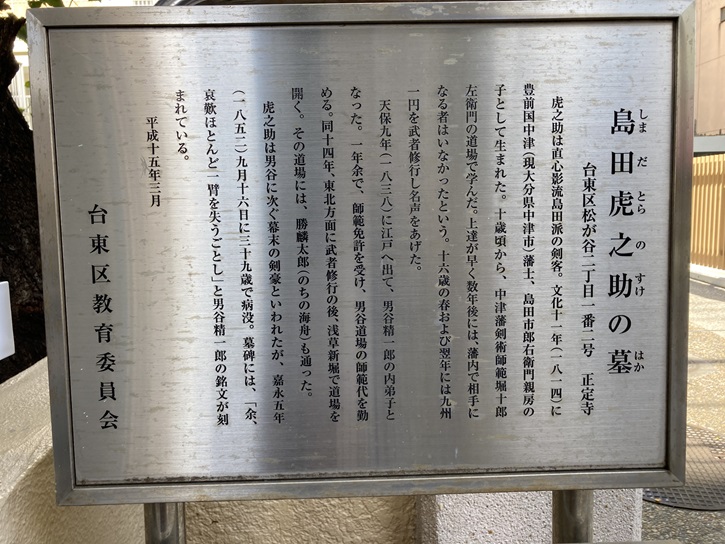 島田虎之助の墓
しまだとらのすけ はか
台東区松が谷二丁目一番二号 正定寺
虎之助は直心影流島田派の剣客。文化十一年(一八一四)に
豊前国中津(現大分県中津市)藩士、島田市郎右衛門親房の
子として生まれた。十歳頃から、中津藩剣術師範堀十郎
左衛門の道場で学んだ。上達が早く数年後には、藩内で相手に
なる者はいなかったという。十六歳の春および翌年には九州
一円を武者修行し名声をあげた。
天保九年(一八三八)に江戸へ出て、男谷精一郎の内弟子と
なった。一年余で、師範免許を受け、男谷道場の師範代を勤
める。同十四年、東北方面に武者修行の後、浅草新堀で道場を
開く。その道場には、勝麟太郎(のちの海舟)も通った。
虎之助は男谷に次ぐ幕末の剣豪といわれたが、嘉永五年
(一八五二)九月十六日に三十九歳で病没。墓碑には、「余、
哀歎ほとんど一臂を失うごとし」と男谷精一郎の銘文が刻
まれている。
平成十五年三月
台東区教育委員会